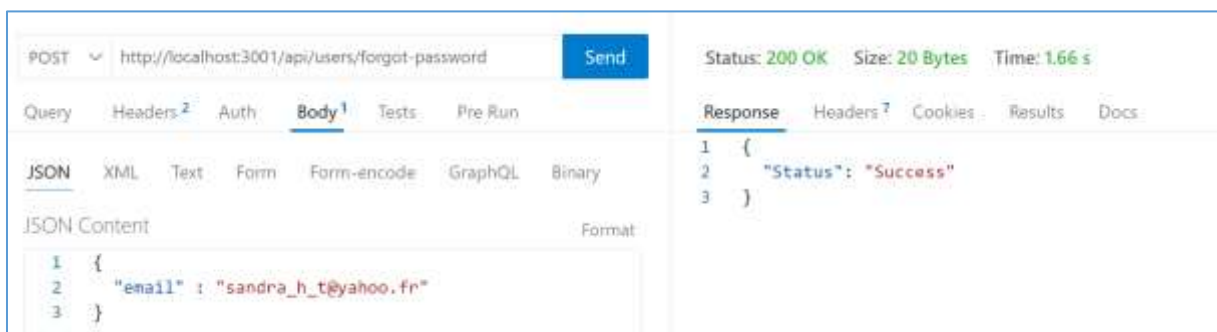 POST http://localhost:3001/api/users/forgot-password Send
Query Headers 2 Auth Body 1 Tests Pre Run
JSON XML Text Form Form-encode GraphQL Binary
JSON Content Format
1 {
2 "email" : "sandra_h_t@yahoo.fr"
3 }
Status: 200 OK Size: 20 Bytes Time: 1.66 s
Response Headers 7 Cookies Results Docs
1 {
2 "Status": "Success"
3 }